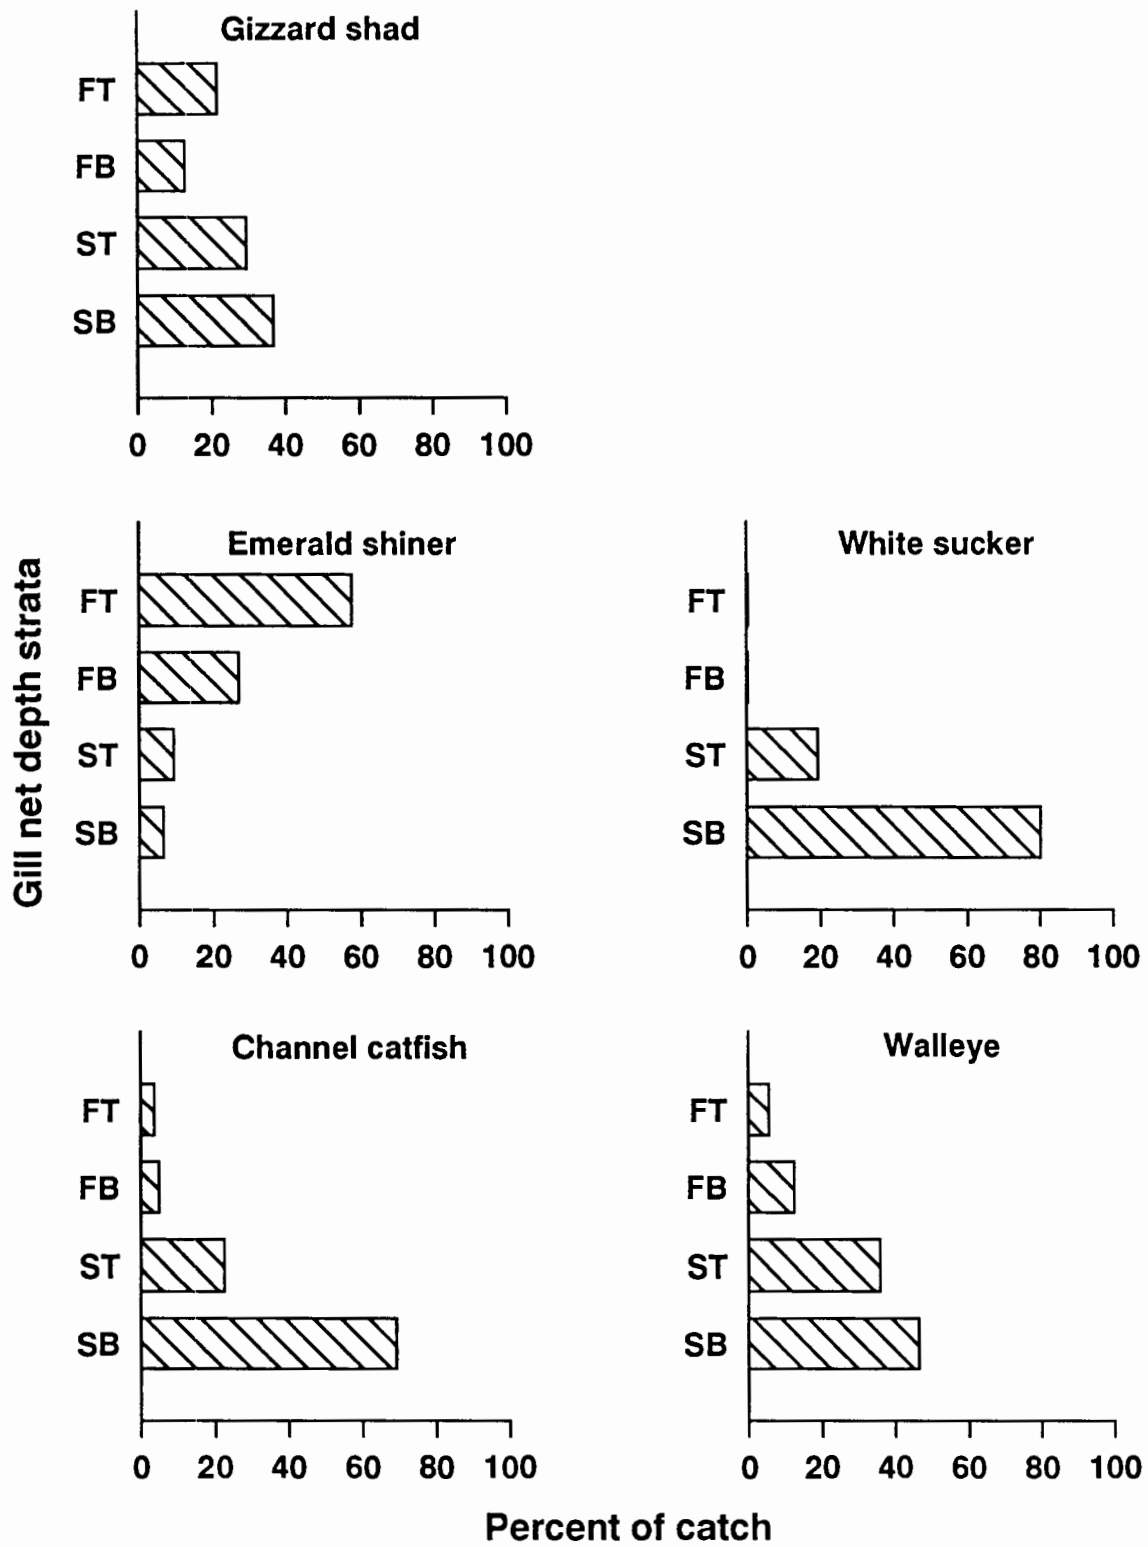 Gizzard shad
FT
FB
ST
SB
0 20 40 60 80 100
Gill net depth strata
Emerald shiner
FT
FB
ST
SB
0 20 40 60 80 100
White sucker
FT
FB
ST
SB
0 20 40 60 80 100
Channel catfish
FT
FB
ST
SB
0 20 40 60 80 100
Walleye
FT
FB
ST
SB
0 20 40 60 80 100
Percent of catch